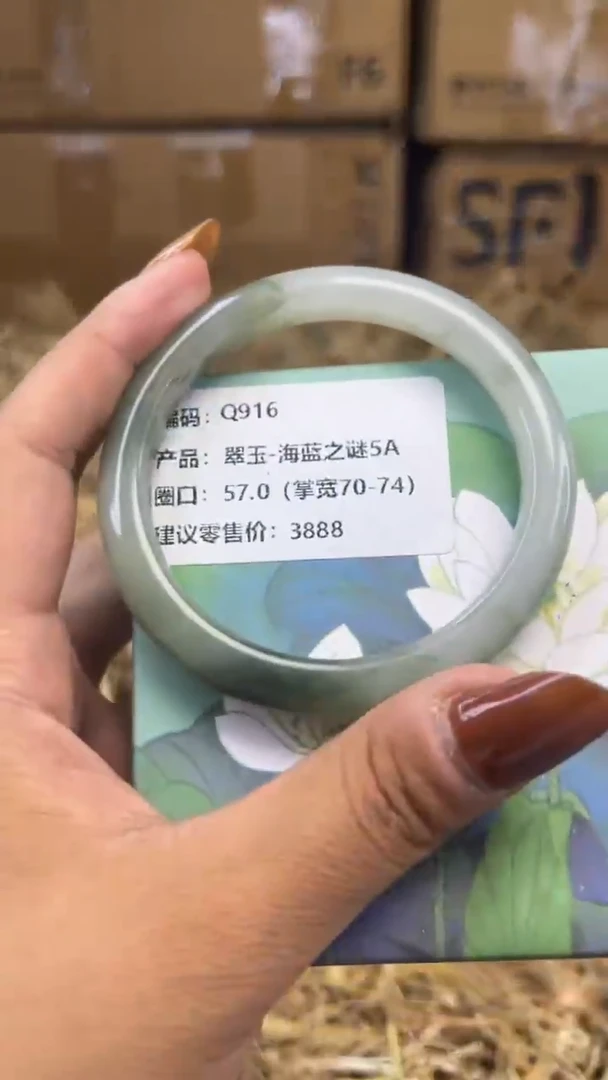 SF1
编码：Q916
产品：翠玉-海蓝之谜5A
圈口：57.0（掌宽70-74）
建议零售价：3888